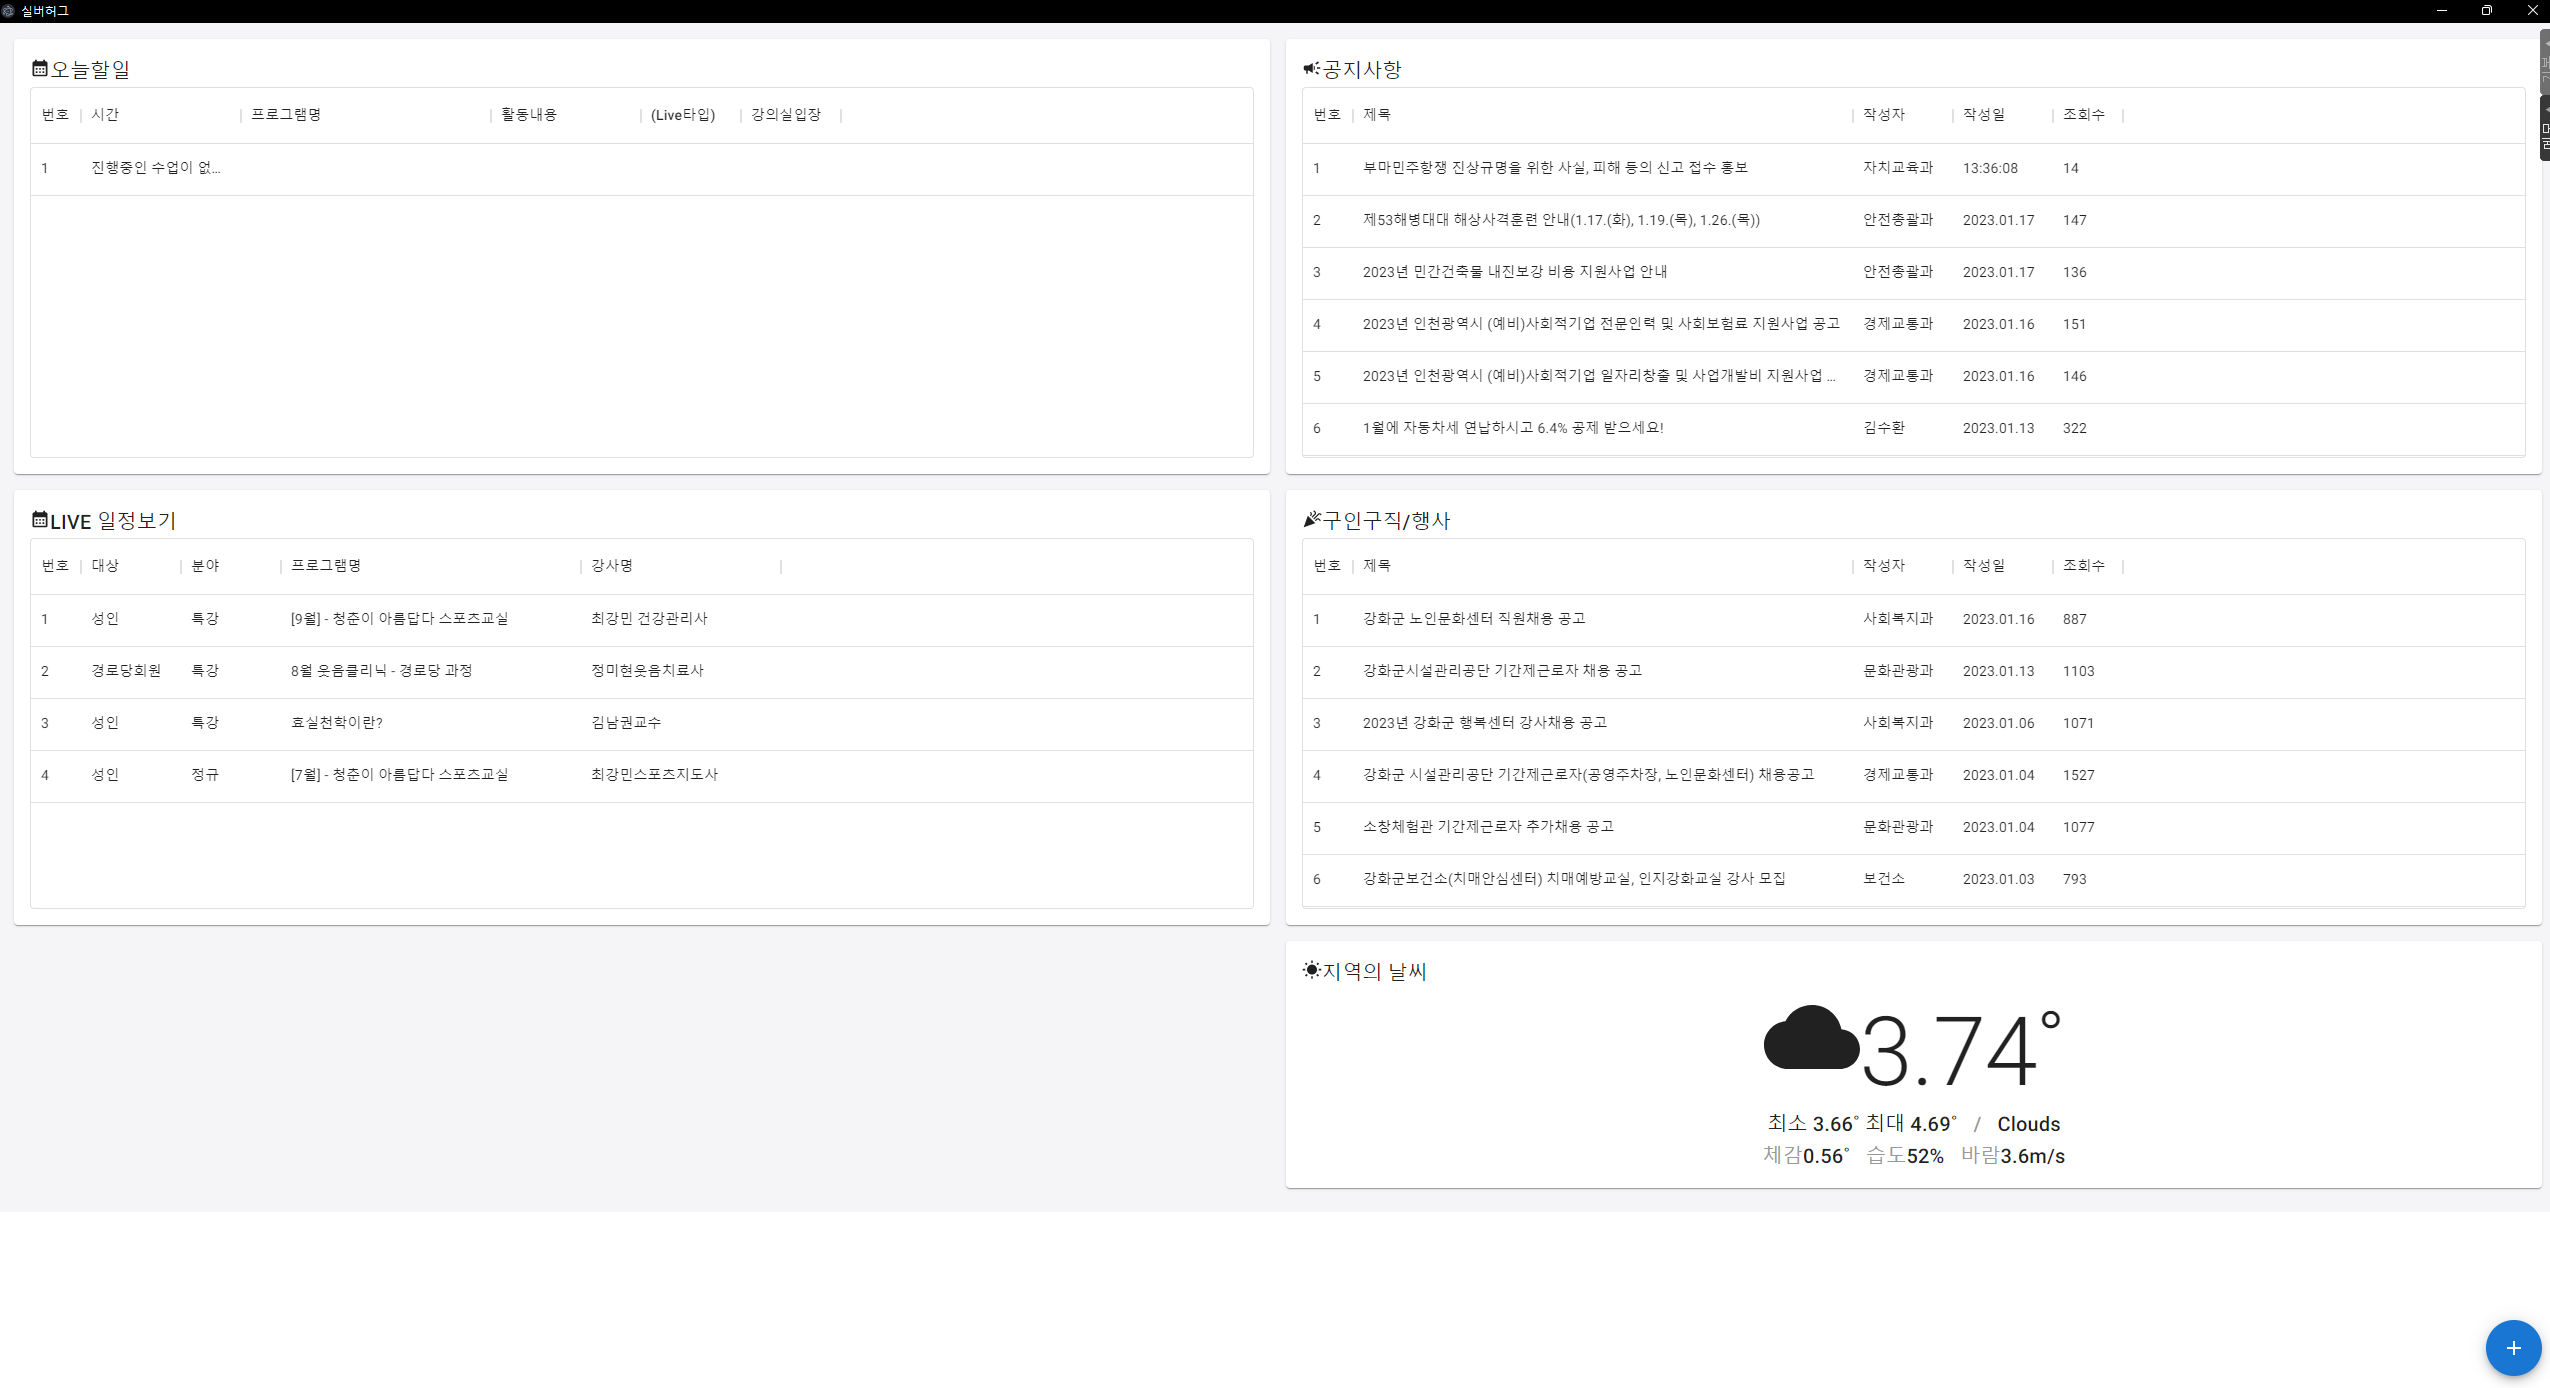 실버허그
오늘할일
번호 시간 프로그램명 활동내용 (Live타입) 강의실입장
1 진행중인 수업이 없...
공지사항
번호 제목 작성자 작성일 조회수
1 부마민주항쟁 진상규명을 위한 사실, 피해 등의 신고 접수 홍보 자치교육과 13:36:08 14
2 제53해병대대 해상사격훈련 안내(1.17.(화), 1.19.(목), 1.26.(목)) 안전총괄과 2023.01.17 147
3 2023년 민간건축물 내진보강 비용 지원사업 안내 안전총괄과 2023.01.17 136
4 2023년 인천광역시 (예비)사회적기업 전문인력 및 사회보험료 지원사업 공고 경제교통과 2023.01.16 151
5 2023년 인천광역시 (예비)사회적기업 일자리창출 및 사업개발비 지원사업 ... 경제교통과 2023.01.16 146
6 1월에 자동차세 연납하시고 6.4% 공제 받으세요! 김수환 2023.01.13 322
LIVE 일정보기
번호 대상 분야 프로그램명 강사명
1 성인 특강 [9월] - 청춘이 아름답다 스포츠교실 최강민 건강관리사
2 경로당회원 특강 8월 웃음클리닉 - 경로당 과정 정미현웃음치료사
3 성인 특강 효실천학이란? 김남권교수
4 성인 정규 [7월] - 청춘이 아름답다 스포츠교실 최강민스포츠지도사
구인구직/행사
번호 제목 작성자 작성일 조회수
1 강화군 노인문화센터 직원채용 공고 사회복지과 2023.01.16 887
2 강화군시설관리공단 기간제근로자 채용 공고 문화관광과 2023.01.13 1103
3 2023년 강화군 행복센터 강사채용 공고 사회복지과 2023.01.06 1071
4 강화군 시설관리공단 기간제근로자(공영주차장, 노인문화센터) 채용공고 경제교통과 2023.01.04 1527
5 소창체험관 기간제근로자 추가채용 공고 문화관광과 2023.01.04 1077
6 강화군보건소(치매안심센터) 치매예방교실, 인지강화교실 강사 모집 보건소 2023.01.03 793
지역의 날씨
3.74°
최소 3.66° 최대 4.69° / Clouds
체감0.56° 습도52% 바람3.6m/s